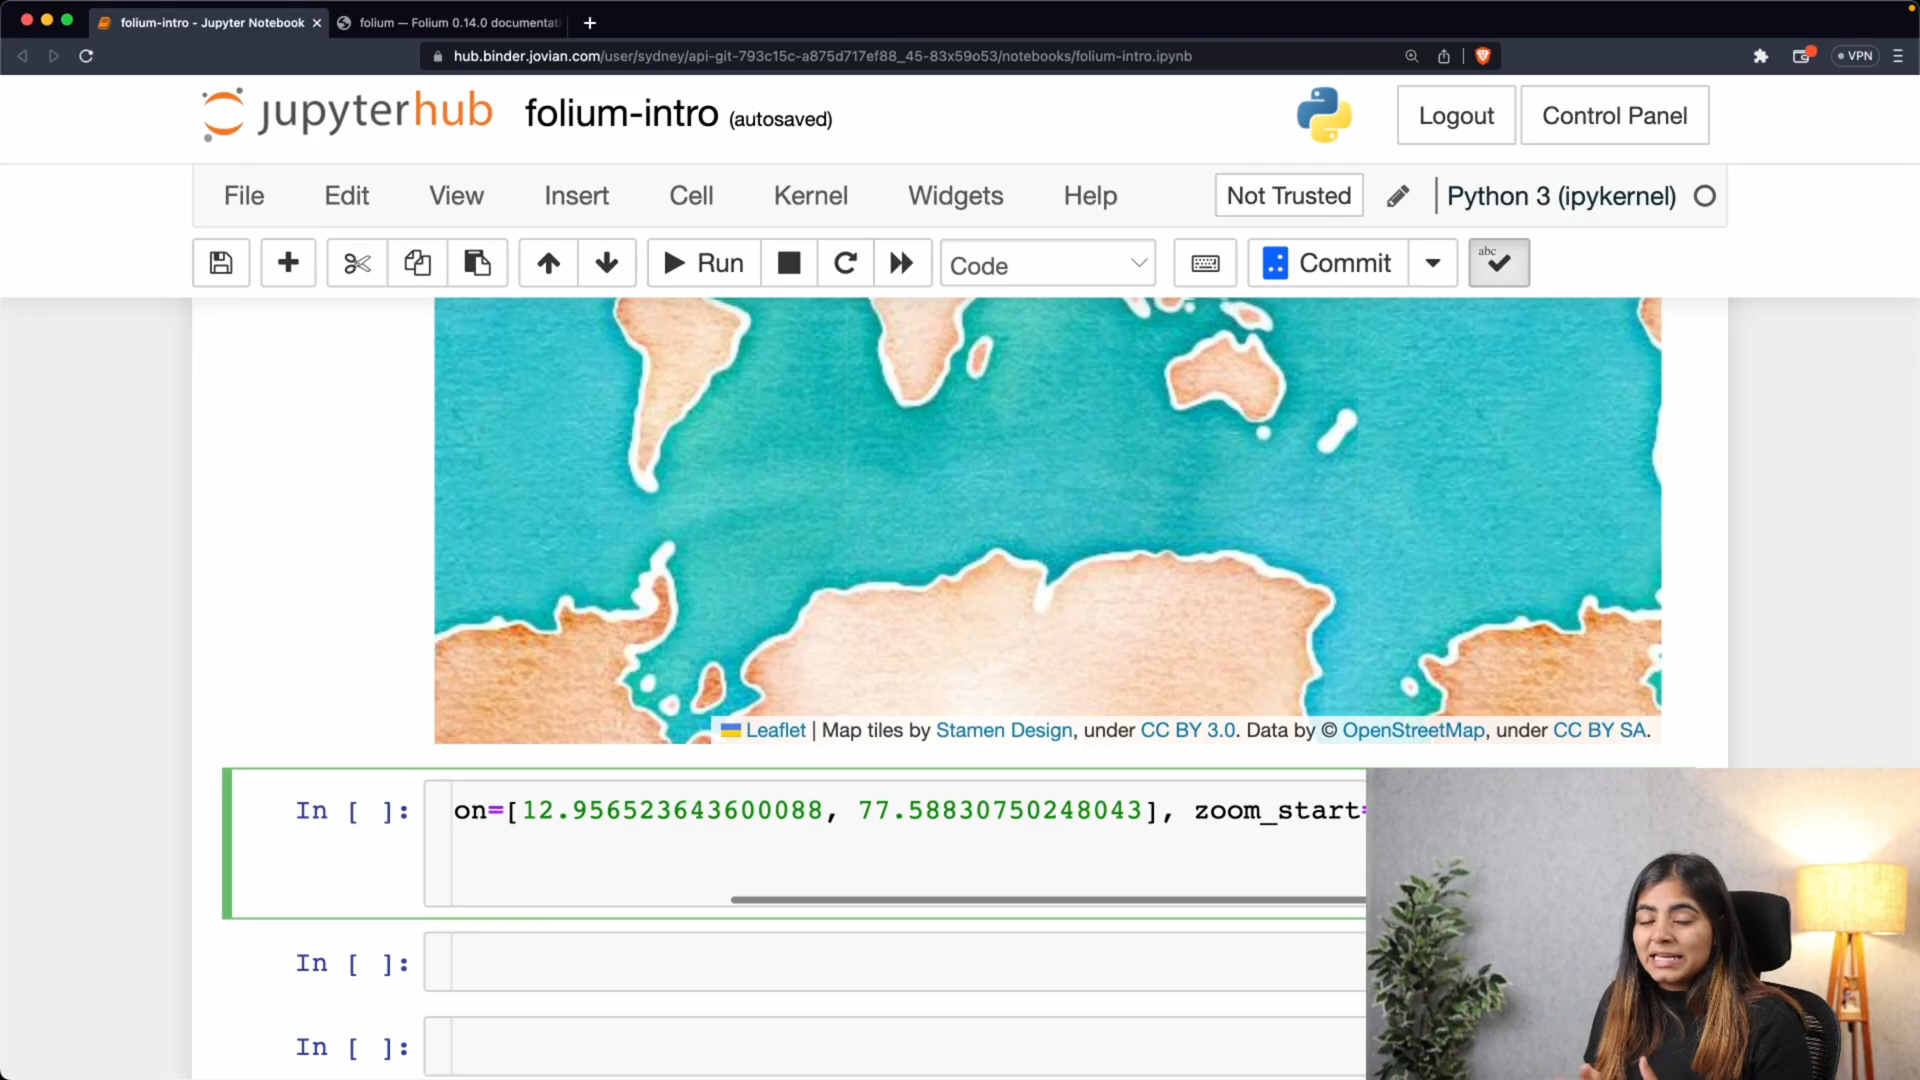 folium-intro - Jupyter Notebook
folium — Folium 0.14.0 documentati
hub.binder.jovian.com/user/sydney/api-git-793c15c-a875d717ef88_45-83x59o53/notebooks/folium-intro.ipynb
VPN
jupyterhub folium-intro (autosaved)
Logout
Control Panel
File Edit View Insert Cell Kernel Widgets Help
Not Trusted
Python 3 (ipykernel)
Run
Code
Commit
abc
Leaflet | Map tiles by Stamen Design, under CC BY 3.0. Data by © OpenStreetMap, under CC BY SA.
In [ ]: on=[12.956523643600088, 77.58830750248043], zoom_start=
In [ ]:
In [ ]: